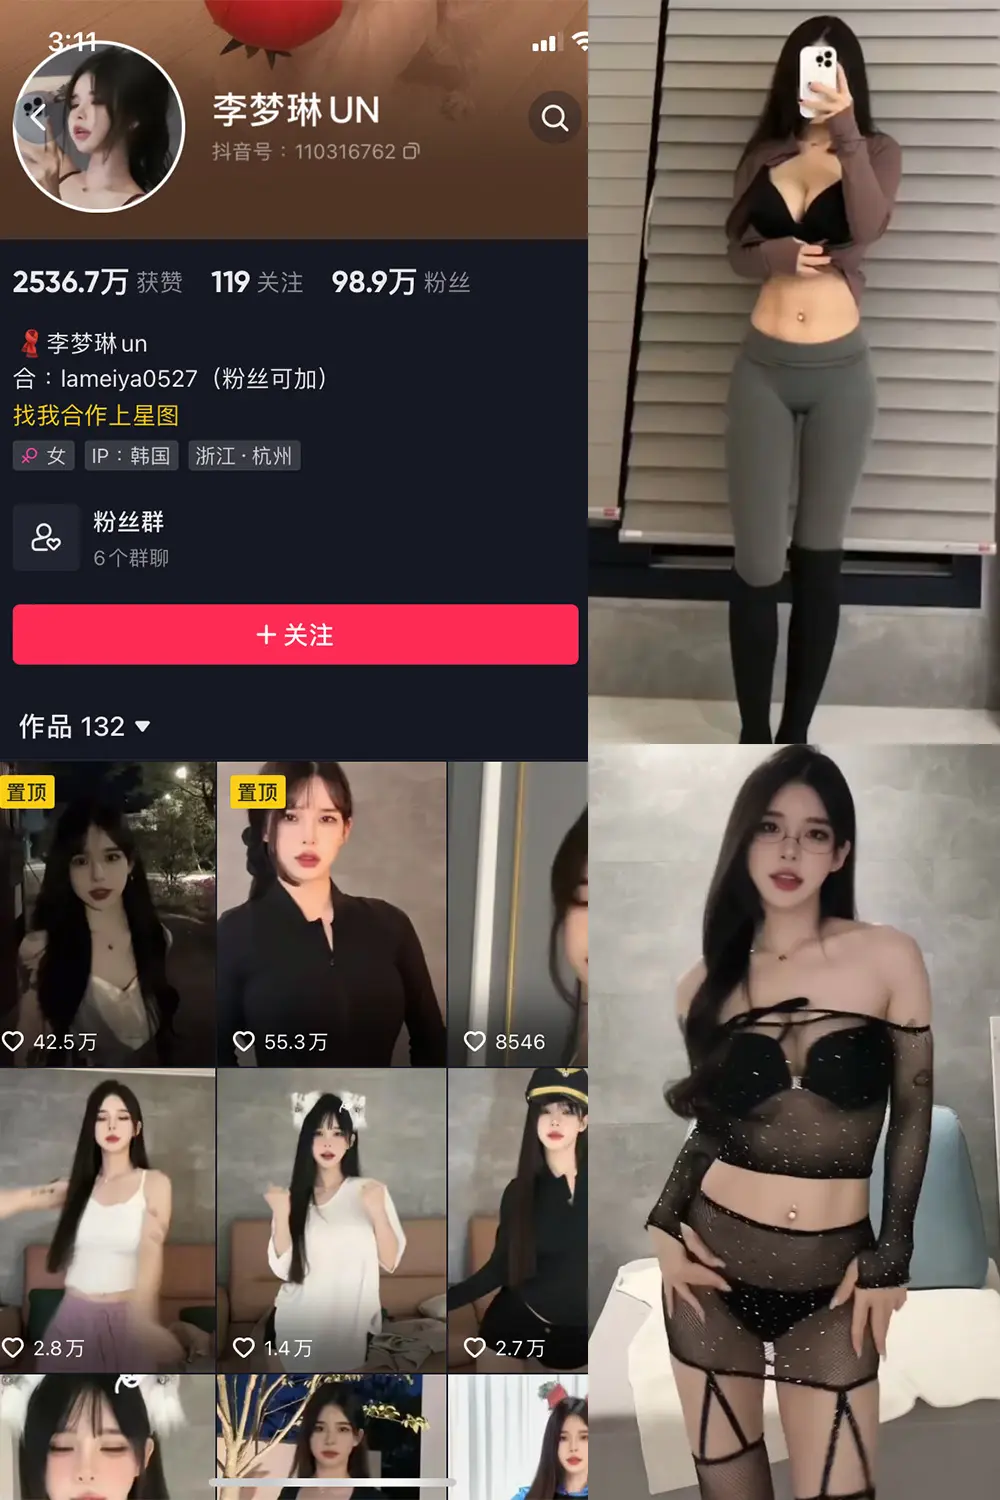 3:11
李梦琳UN
抖音号：110316762
2536.7万 获赞 119 关注 98.9万 粉丝
李梦琳un
合：lameiya0527（粉丝可加）
找我合作上星图
女 IP：韩国 浙江·杭州
粉丝群
6个群聊
+ 关注
作品 132
置顶 置顶
42.5万 55.3万 8546
2.8万 1.4万 2.7万